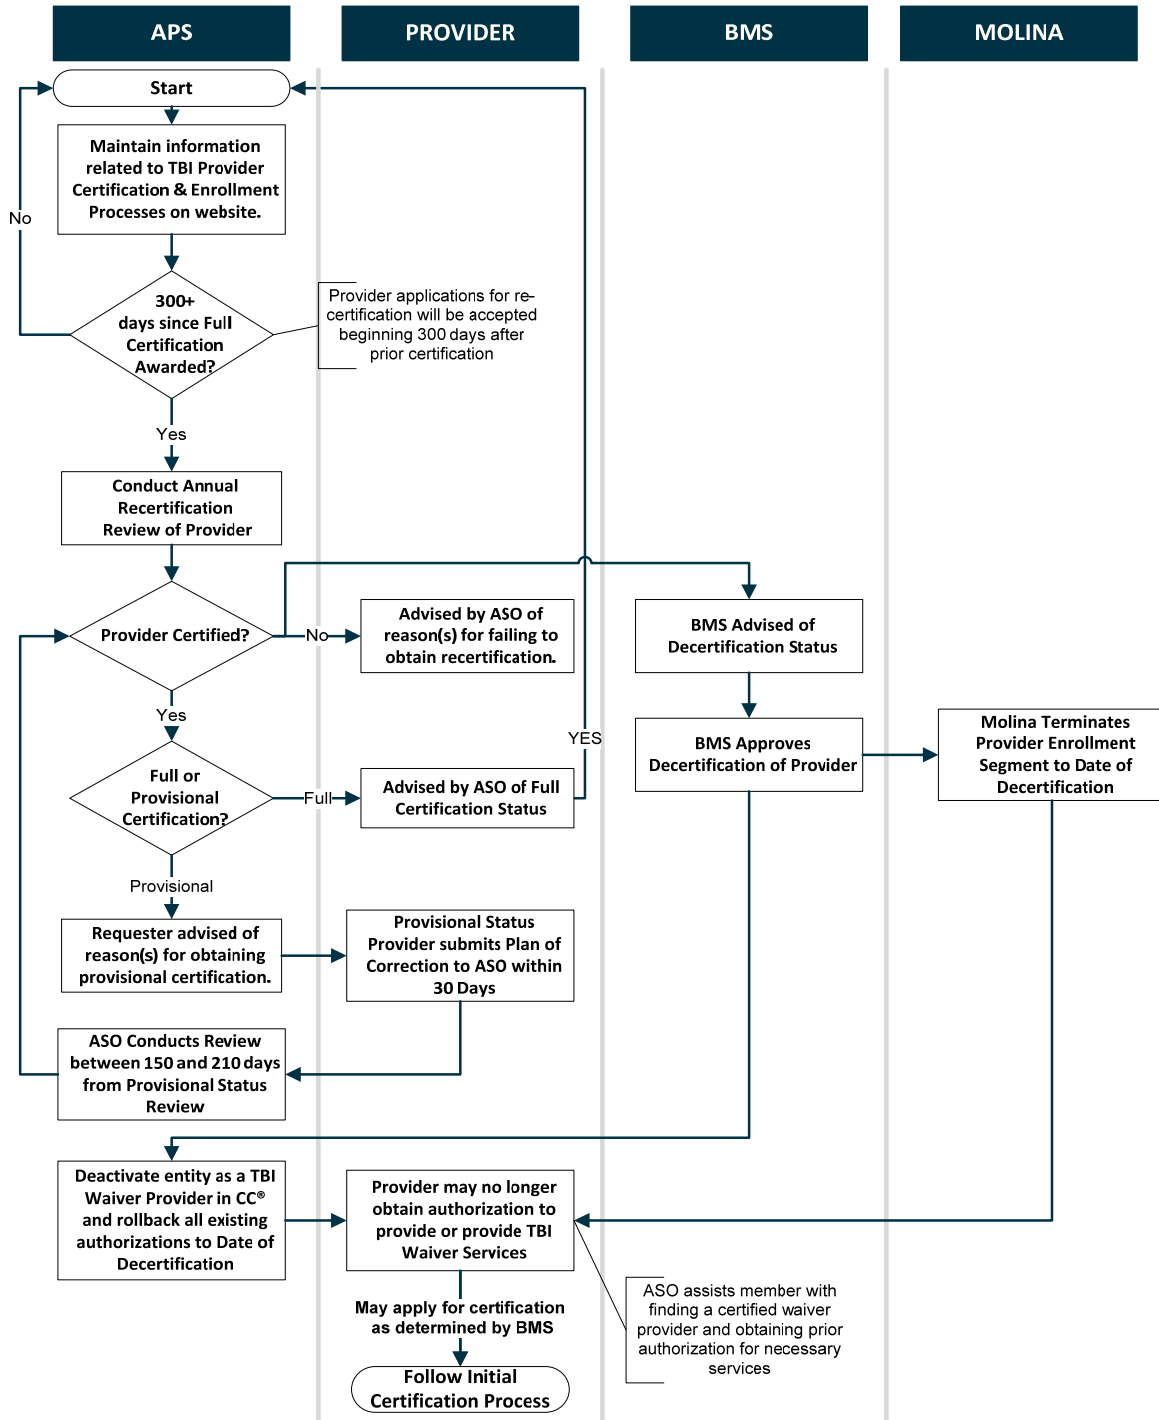 APS
PROVIDER
BMS
MOLINA
Start
Maintain information
related to TBI Provider
Certification & Enrollment
Processes on website.
No
300+
days since Full
Certification
Awarded?
Provider applications for re-
certification will be accepted
beginning 300 days after
prior certification
Yes
Conduct Annual
Recertification
Review of Provider
Provider Certified?
No
Advised by ASO of
reason(s) for failing to
obtain recertification.
BMS Advised of
Decertification Status
Yes
YES
BMS Approves
Decertification of Provider
Molina Terminates
Provider Enrollment
Segment to Date of
Decertification
Full or
Provisional
Certification?
Full
Advised by ASO of Full
Certification Status
Provisional
Requester advised of
reason(s) for obtaining
provisional certification.
Provisional Status
Provider submits Plan of
Correction to ASO within
30 Days
ASO Conducts Review
between 150 and 210 days
from Provisional Status
Review
Deactivate entity as a TBI
Waiver Provider in CC®
and rollback all existing
authorizations to Date of
Decertification
Provider may no longer
obtain authorization to
provide or provide TBI
Waiver Services
ASO assists member with
finding a certified waiver
provider and obtaining prior
authorization for necessary
services
May apply for certification
as determined by BMS
Follow Initial
Certification Process